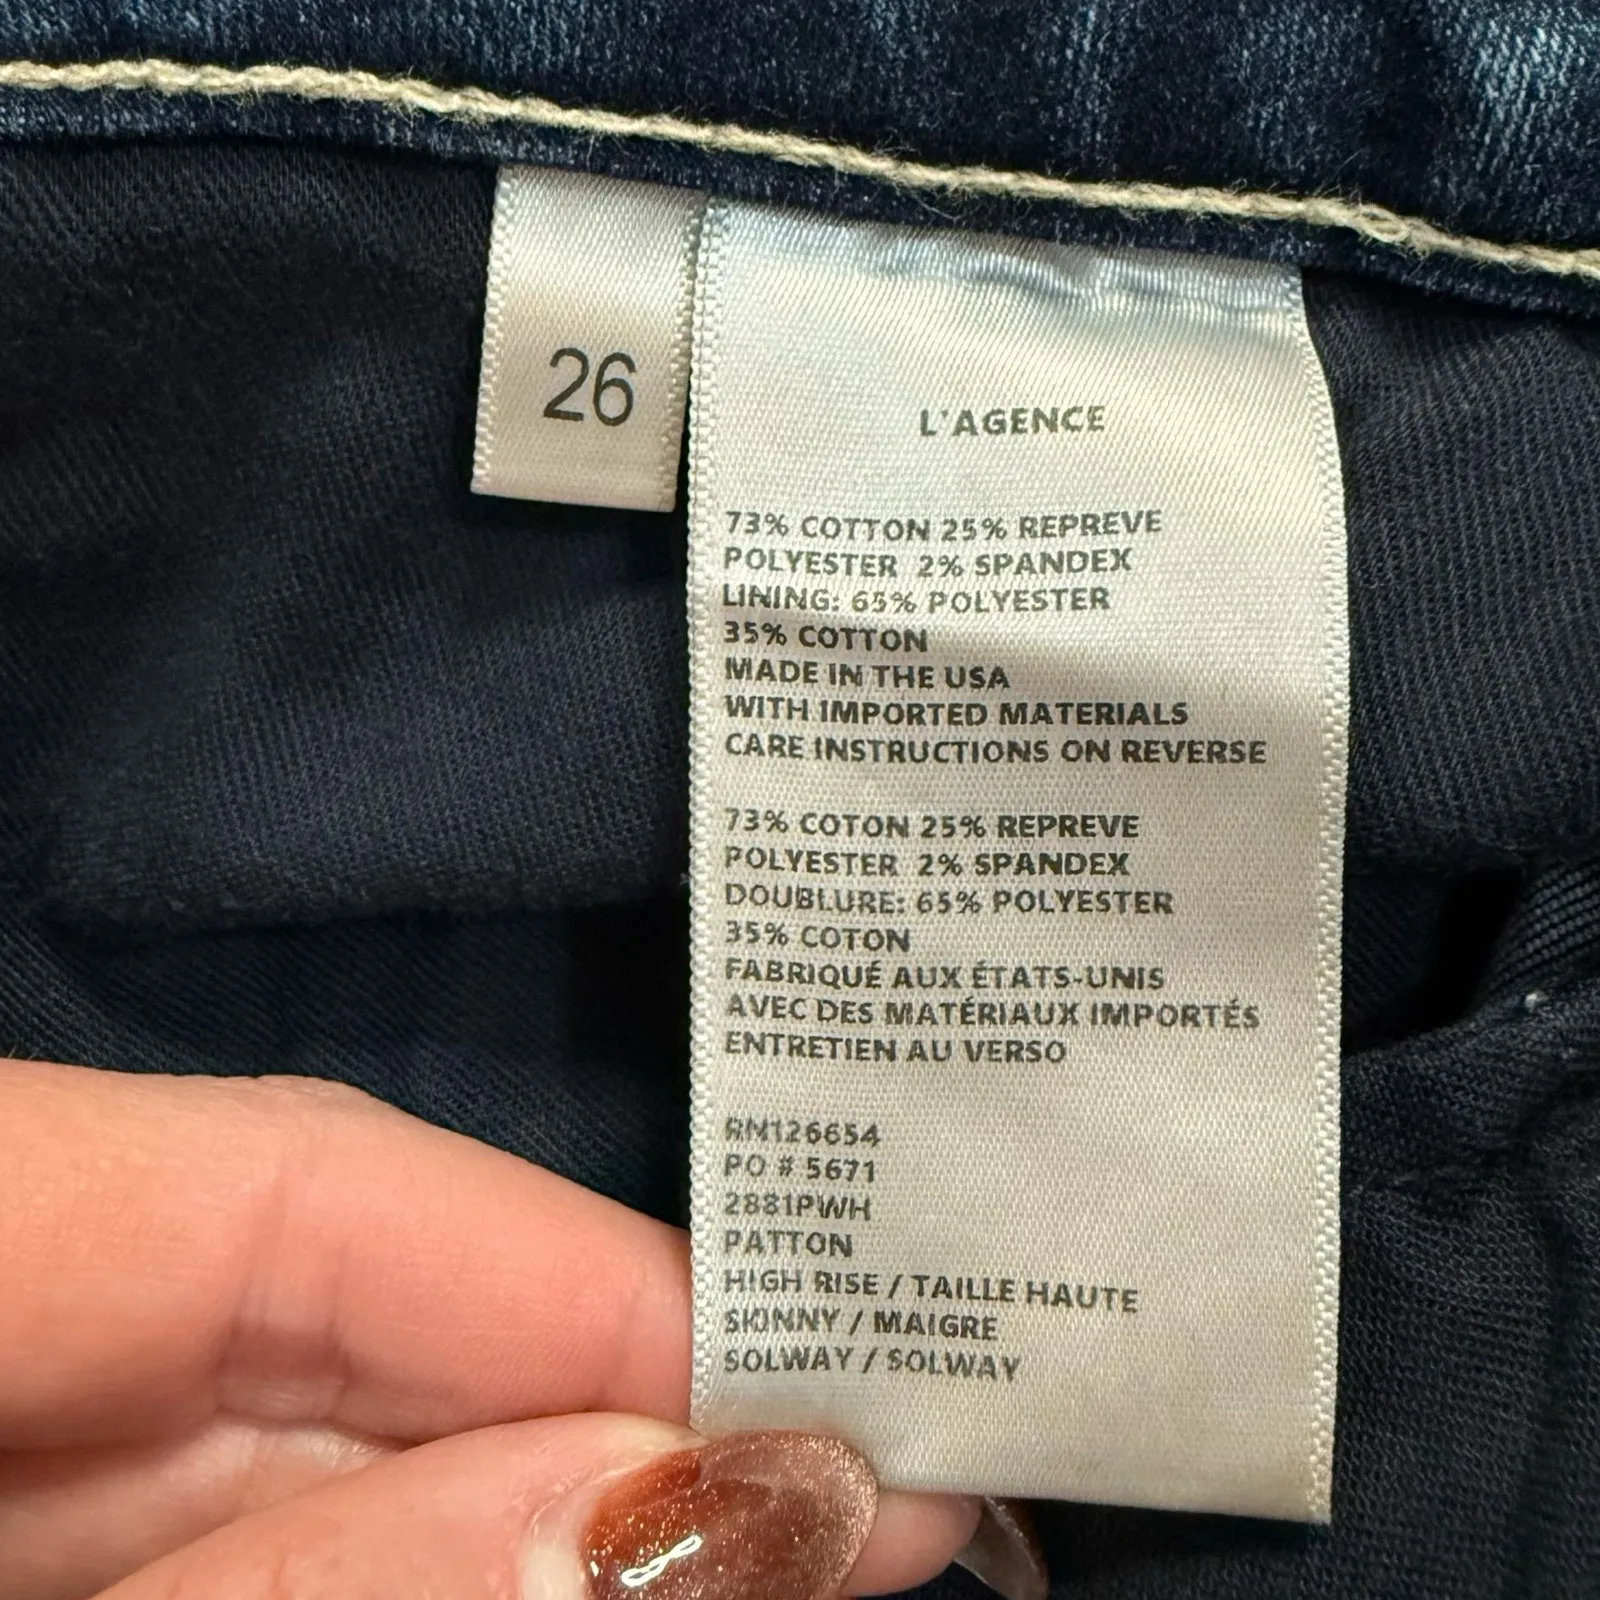 26
L'AGENCE
73% COTTON 25% REPREVE
POLYESTER 2% SPANDEX
LINING: 65% POLYESTER
35% COTTON
MADE IN THE USA
WITH IMPORTED MATERIALS
CARE INSTRUCTIONS ON REVERSE
73% COTON 25% REPREVE
POLYESTER 2% SPANDEX
DOUBLURE: 65% POLYESTER
35% COTON
FABRIQUÉ AUX ÉTATS-UNIS
AVEC DES MATÉRIAUX IMPORTÉS
ENTRETIEN AU VERSO
RN126654
PO # 5671
2881PWH
PATTON
HIGH RISE / TAILLE HAUTE
SKINNY / MAIGRE
SOLWAY / SOLWAY